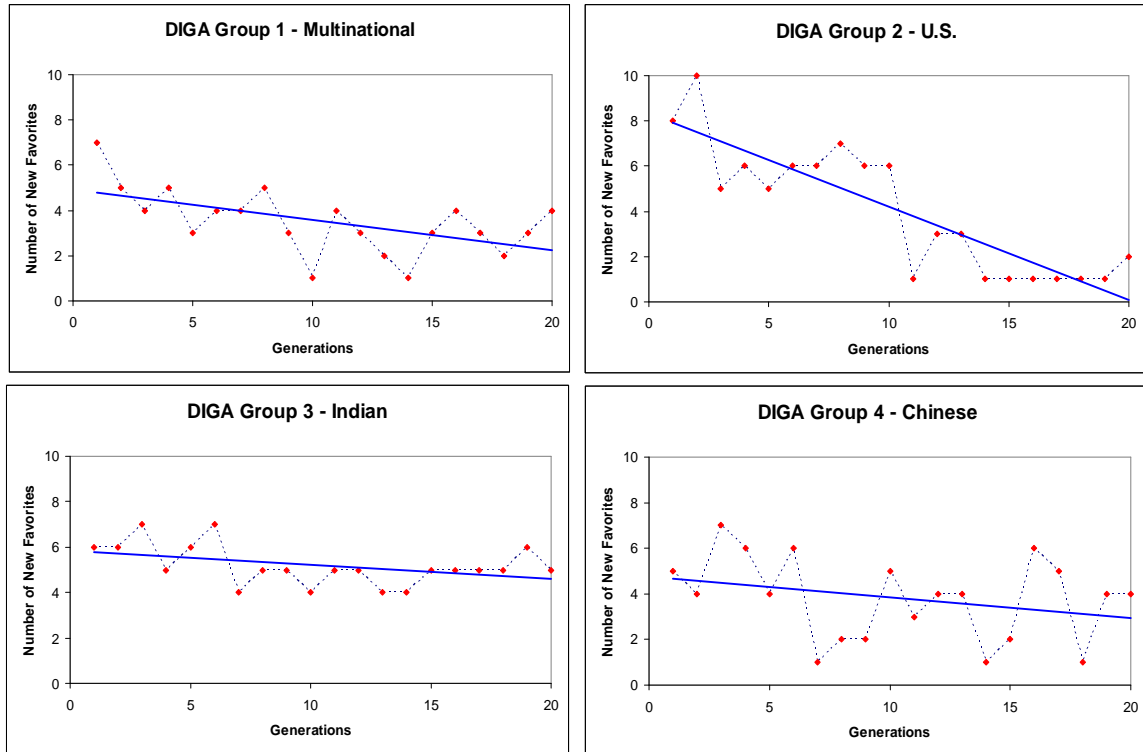 DIGA Group 1 - Multinational
Number of New Favorites
10
8
6
4
2
0
0 5 10 15 20
Generations
DIGA Group 2 - U.S.
Number of New Favorites
10
8
6
4
2
0
0 5 10 15 20
Generations
DIGA Group 3 - Indian
Number of New Favorites
10
8
6
4
2
0
0 5 10 15 20
Generations
DIGA Group 4 - Chinese
Number of New Favorites
10
8
6
4
2
0
0 5 10 15 20
Generations